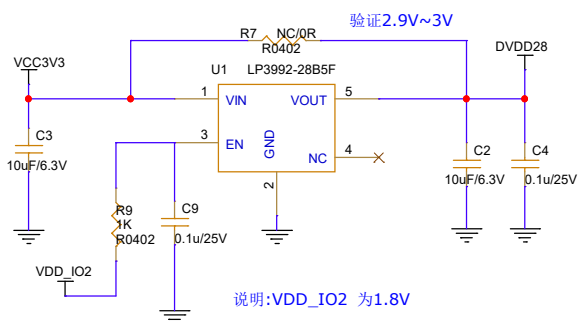 R7 NC/0R
R0402
验证2.9V~3V
VCC3V3
DVDD28
U1 LP3992-28B5F
1 VIN VOUT 5
3 EN GND NC 4
2
C3
10uF/6.3V
C2
10uF/6.3V
C4
0.1u/25V
R9
1K
R0402
C9
0.1u/25V
VDD_IO2
说明:VDD_IO2 为1.8V